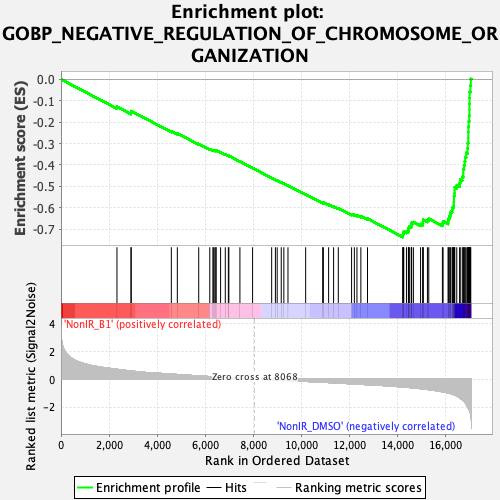 Enrichment plot:
GOBP_NEGATIVE_REGULATION_OF_CHROMOSOME_OR
GANIZATION
Enrichment score (ES)
0.0
-0.1
-0.2
-0.3
-0.4
-0.5
-0.6
-0.7
Ranked list metric (Signal2Noise)
'NonIR_B1' (positively correlated)
4
2
0
-2
Zero cross at 8068
'NonIR_DMSO' (negatively correlated)
0 2,000 4,000 6,000 8,000 10,000 12,000 14,000 16,000
Rank in Ordered Dataset
Enrichment profile Hits Ranking metric scores